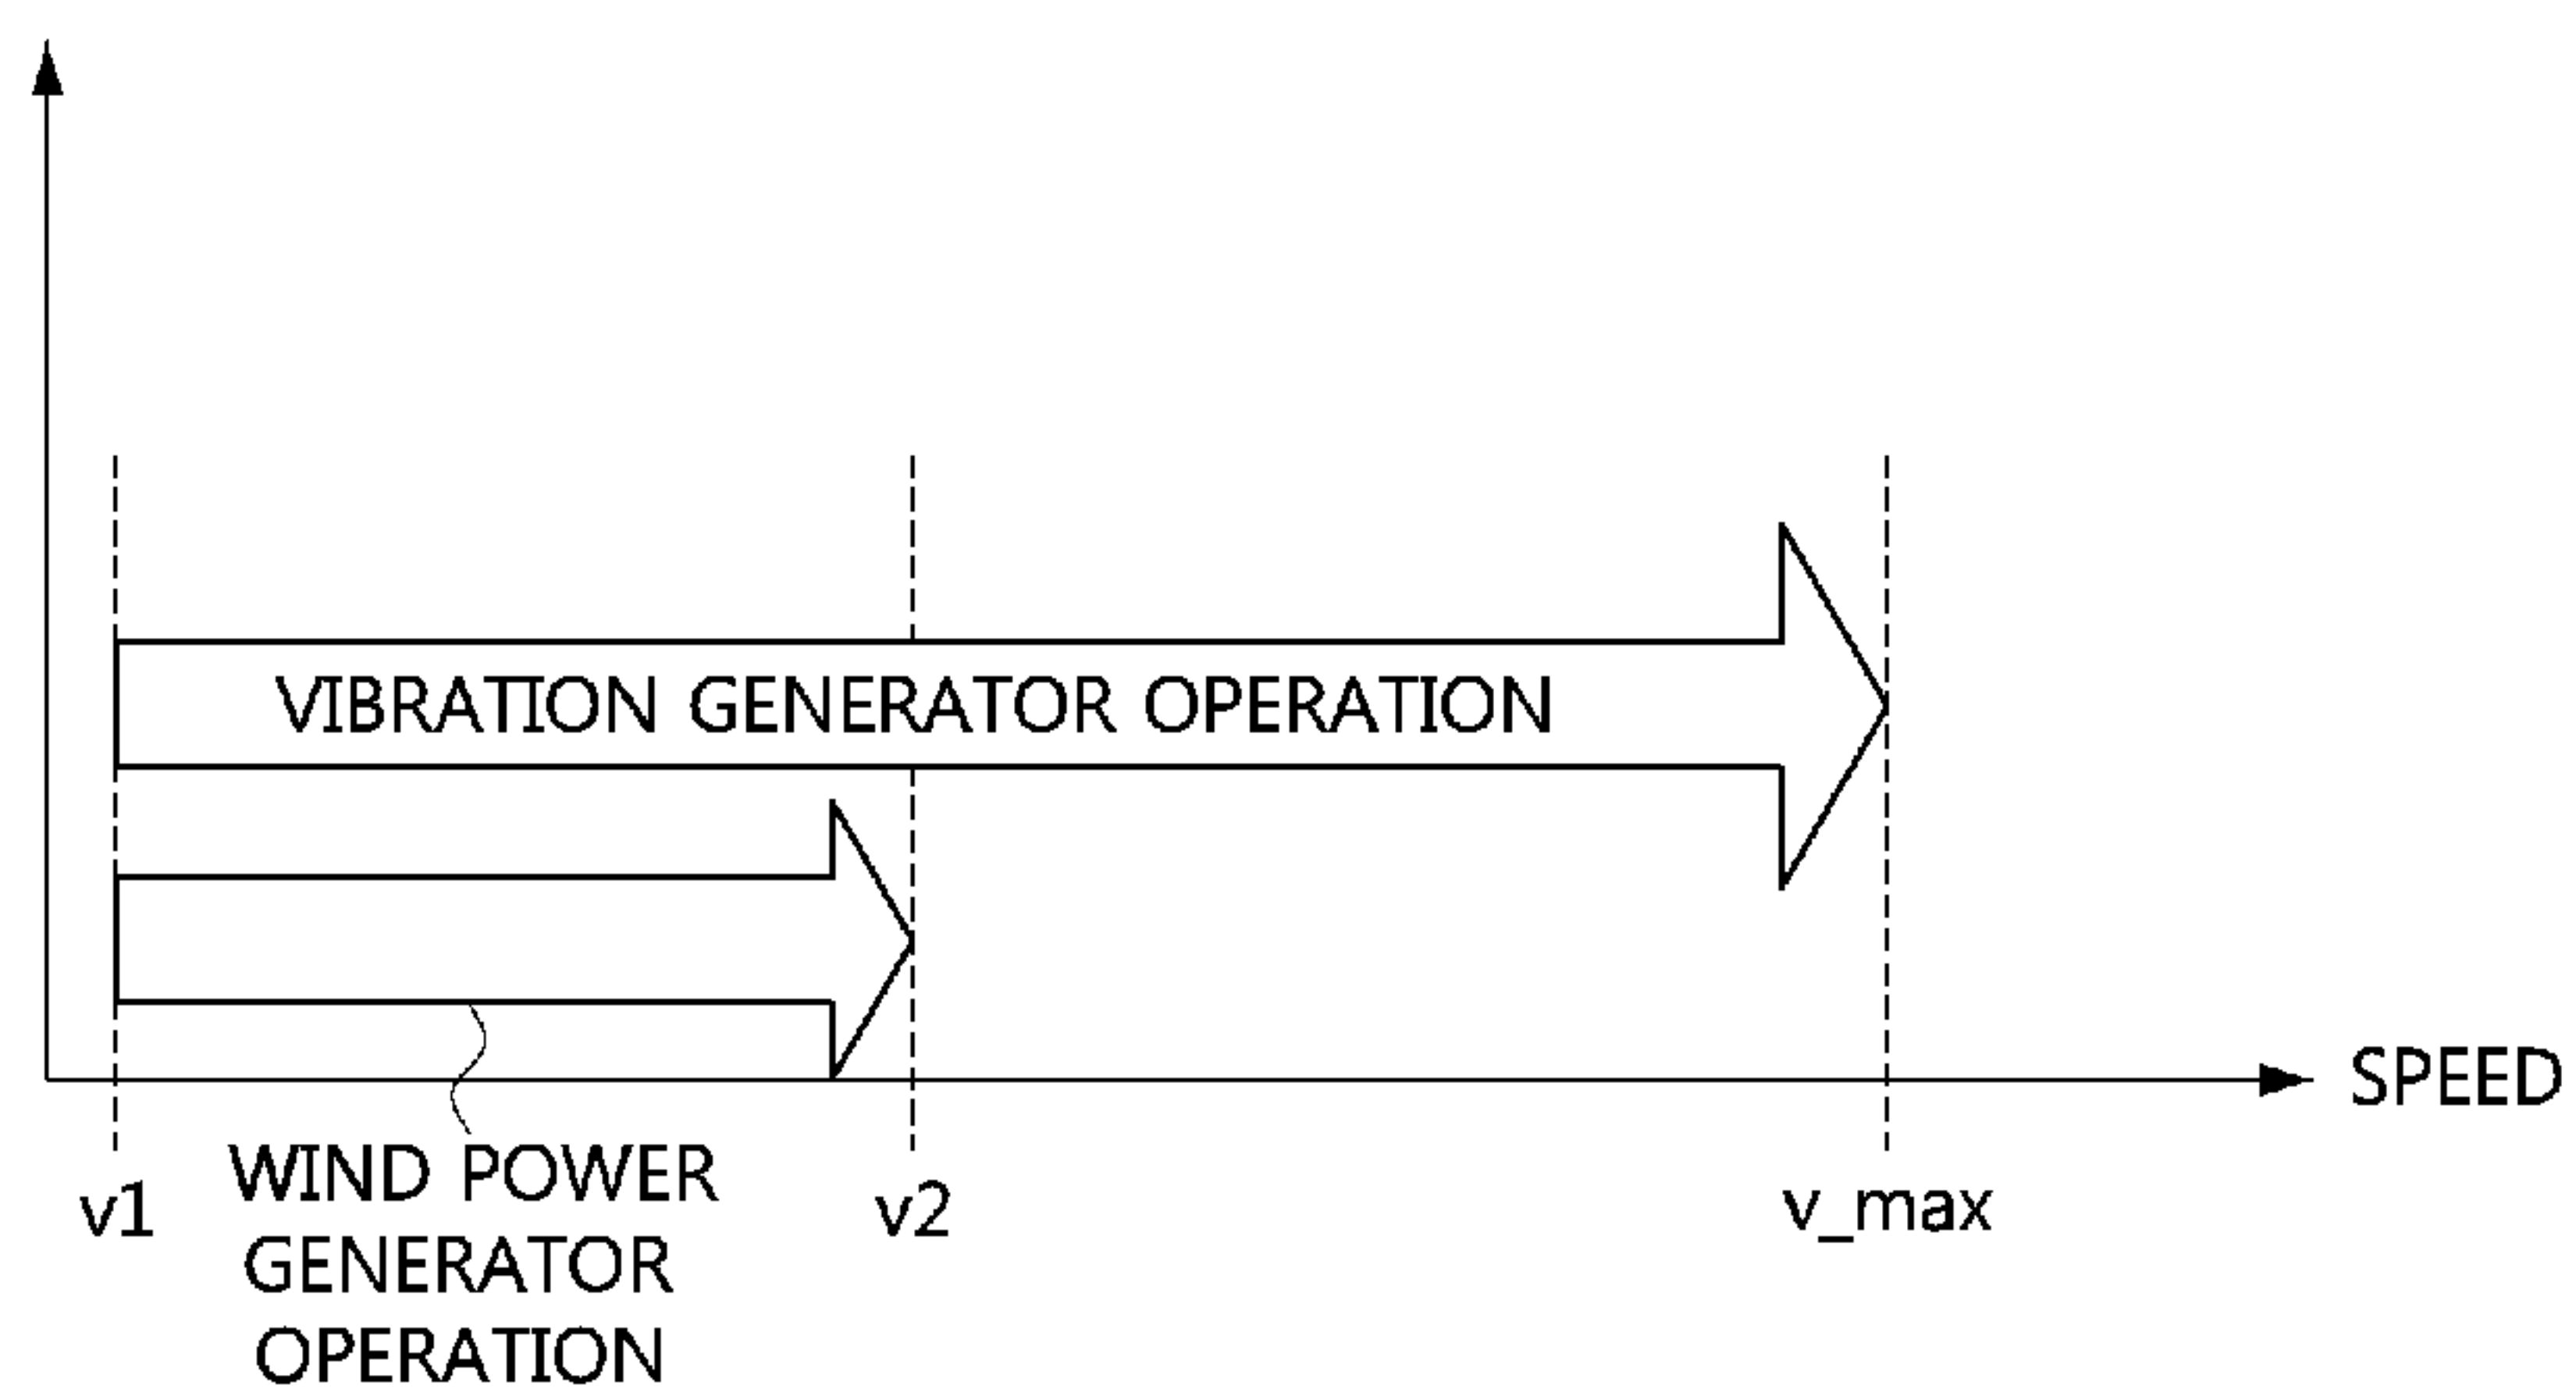 VIBRATION GENERATOR OPERATION
SPEED
v1
WIND POWER
GENERATOR
OPERATION
v2
v_max